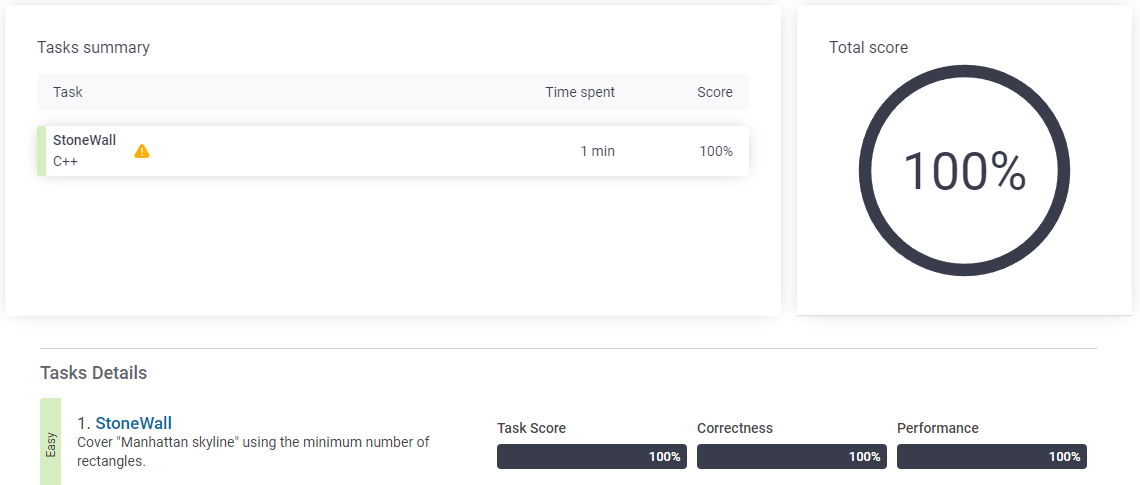 Tasks summary
Total score
Task Time spent Score
StoneWall
C++
1 min 100%
100%
Tasks Details
Easy
1. StoneWall
Cover "Manhattan skyline" using the minimum number of
rectangles.
Task Score Correctness Performance
100% 100% 100%